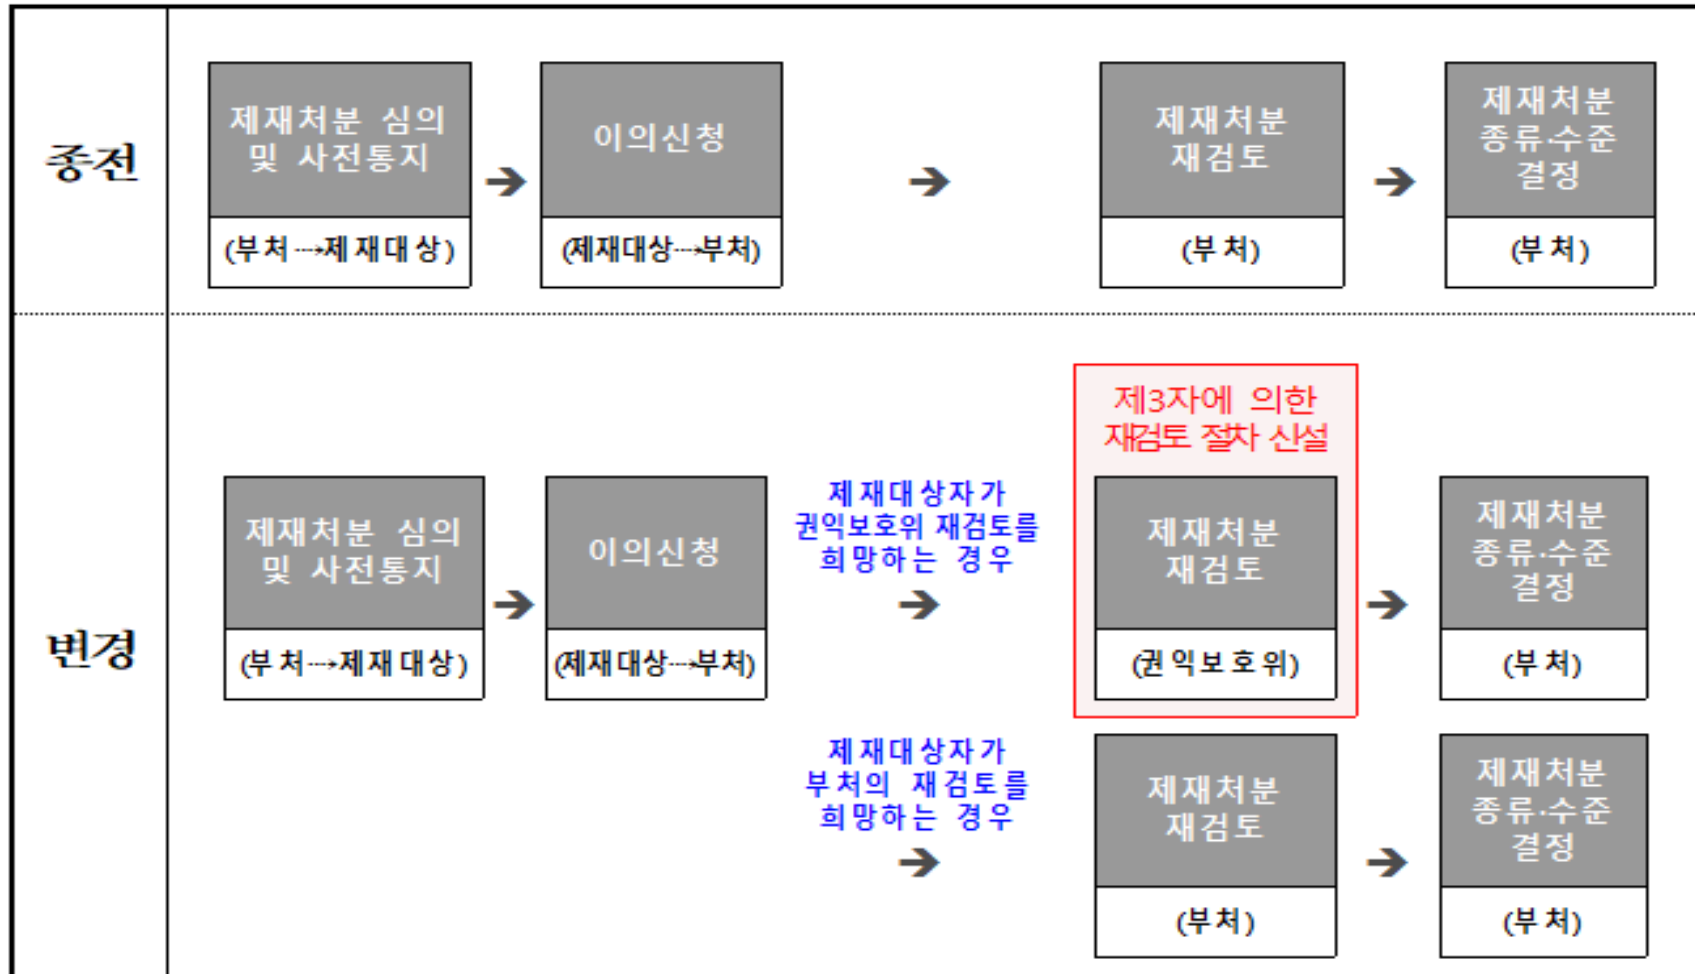 종전
제재처분 심의
및 사전통지
(부처→제재대상)
이의신청
(제재대상→부처)
제재처분
재검토
(부처)
제재처분
종류·수준
결정
(부처)
변경
제재처분 심의
및 사전통지
(부처→제재대상)
이의신청
(제재대상→부처)
제재대상자가
권익보호위 재검토를
희망하는 경우
제3자에 의한
재검토 절차 신설
제재처분
재검토
(권익보호위)
제재처분
종류·수준
결정
(부처)
제재대상자가
부처의 재검토를
희망하는 경우
제재처분
재검토
(부처)
제재처분
종류·수준
결정
(부처)